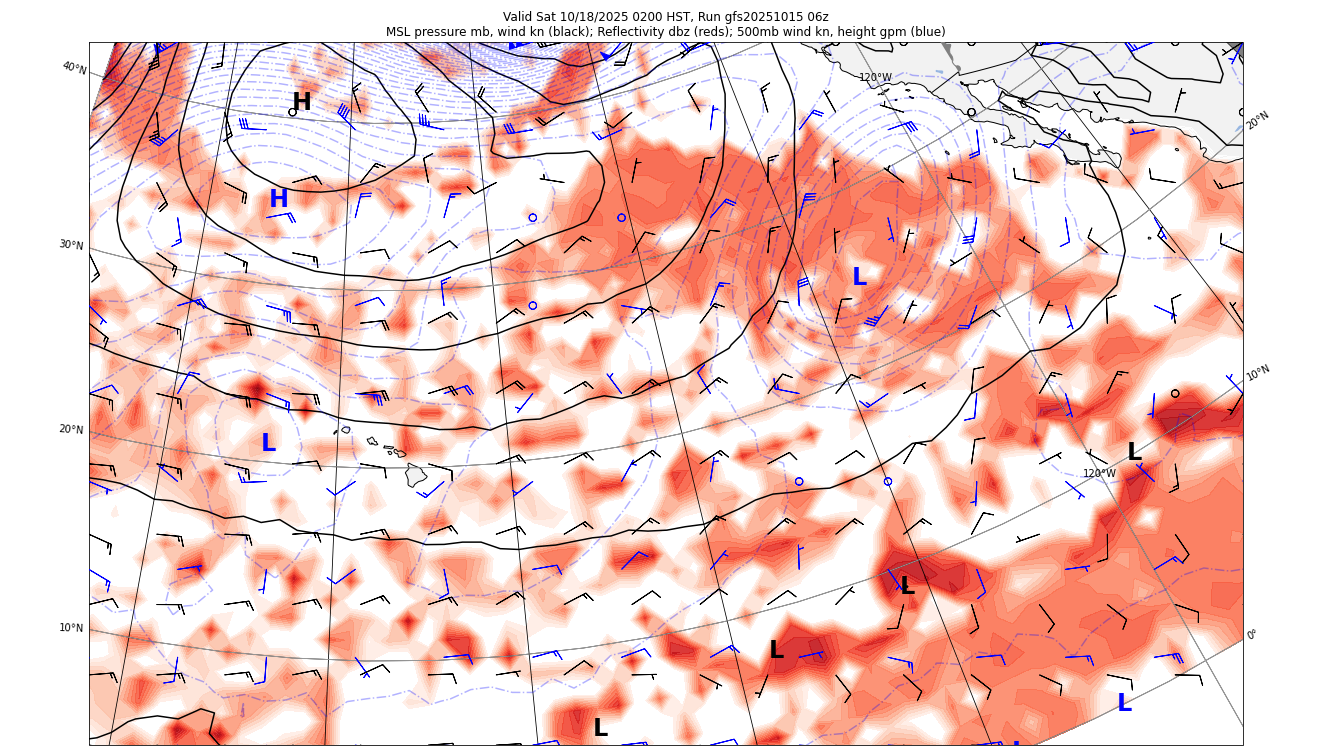 Valid Sat 10/18/2025 0200 HST, Run gfs20251015 06z
MSL pressure mb, wind kn (black); Reflectivity dbz (reds); 500mb wind kn, height gpm (blue)
40°N
120°W
H
20°N
H
30°N
L
10°N
20°N
L
L
120°W
L
10°N
0°
L
L
L
L